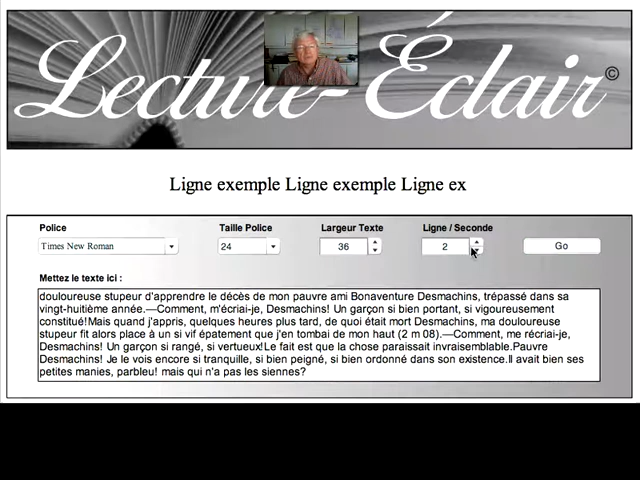 Lecture-Éclair©
Ligne exemple Ligne exemple Ligne ex
Police Taille Police Largeur Texte Ligne / Seconde
Times New Roman 24 36 2 Go
Mettez le texte ici :
douloureuse stupeur d'apprendre le décès de mon pauvre ami Bonaventure Desmachins, trépassé dans sa
vingt-huitième année.—Comment, m'écriai-je, Desmachins! Un garçon si bien portant, si vigoureusement
constitué!Mais quand j'appris, quelques heures plus tard, de quoi était mort Desmachins, ma douloureuse
stupeur fit alors place à un si vif épatement que j'en tombai de mon haut (2 m 08).—Comment, me récriai-je,
Desmachins! Un garçon si rangé, si vertueux!Le fait est que la chose paraissait invraisemblable.Pauvre
Desmachins! Je le vois encore si tranquille, si bien peigné, si bien ordonné dans son existence.Il avait bien ses
petites manies, parbleu! mais qui n'a pas les siennes?